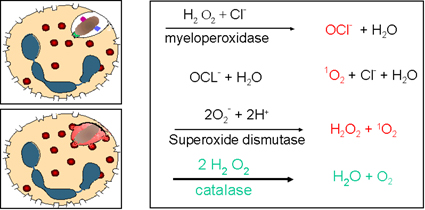 H₂ O₂ + Cl⁻
myeloperoxidase
OCl⁻ + H₂O
OCL⁻ + H₂O
¹O₂ + Cl⁻ + H₂O
2O₂⁻ + 2H⁺
Superoxide dismutase
H₂O₂ + ¹O₂
2 H₂ O₂
catalase
H₂O + O₂